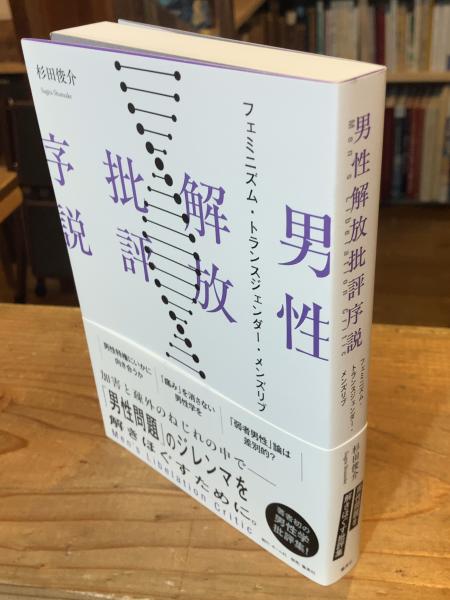 杉田俊介
Sugita Shunsuke
フェミニズム・トランスジェンダー・メンズリブ
男性
解放
批評
序説
男性特権にいかに
向き合うか
「痛み」を消さない
男性学を
「弱者男性」論は
差別的?
加害と疎外のねじれの中で――
「男性問題」のジレンマを
解きほぐすために。
Men's Liberation Critic
著者初の
男性学
批評集!
男性解放批評序説
フェミニズム・
トランスジェンダー・
メンズリブ
杉田俊介
集英社